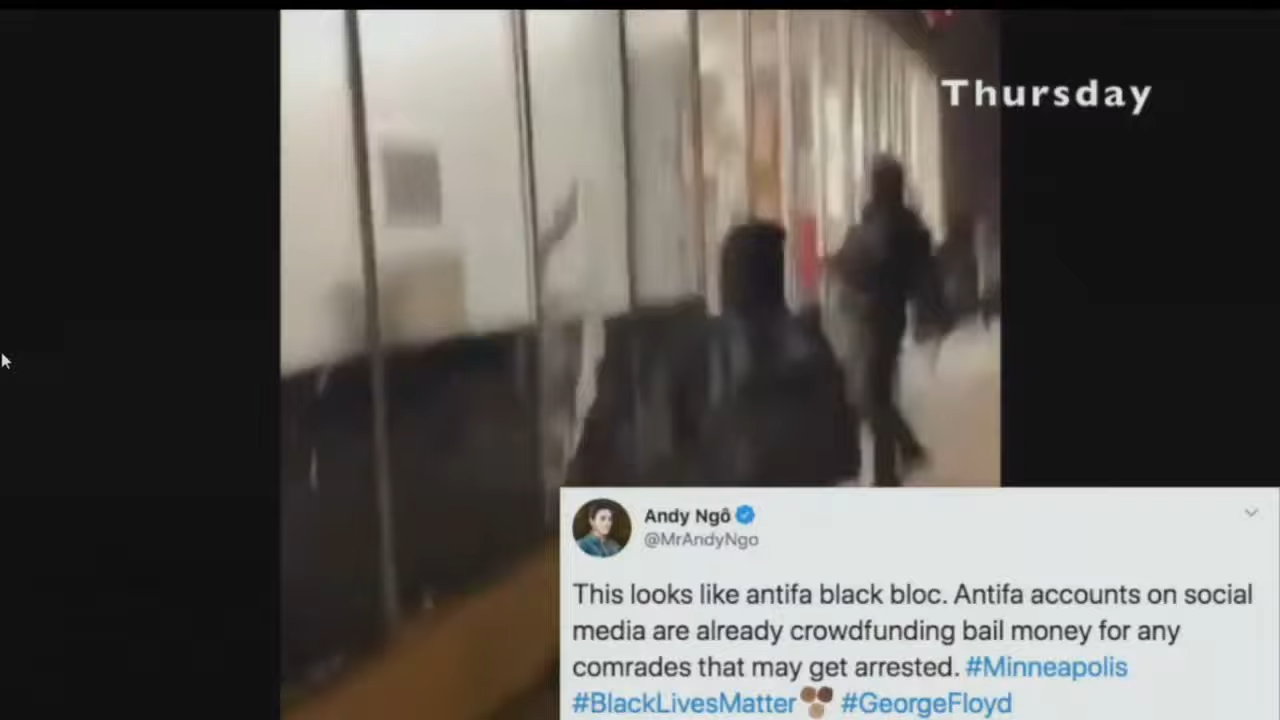 Thursday
Andy Ngô
@MrAndyNgo
This looks like antifa black bloc. Antifa accounts on social
media are already crowdfunding bail money for any
comrades that may get arrested. #Minneapolis
#BlackLivesMatter #GeorgeFloyd